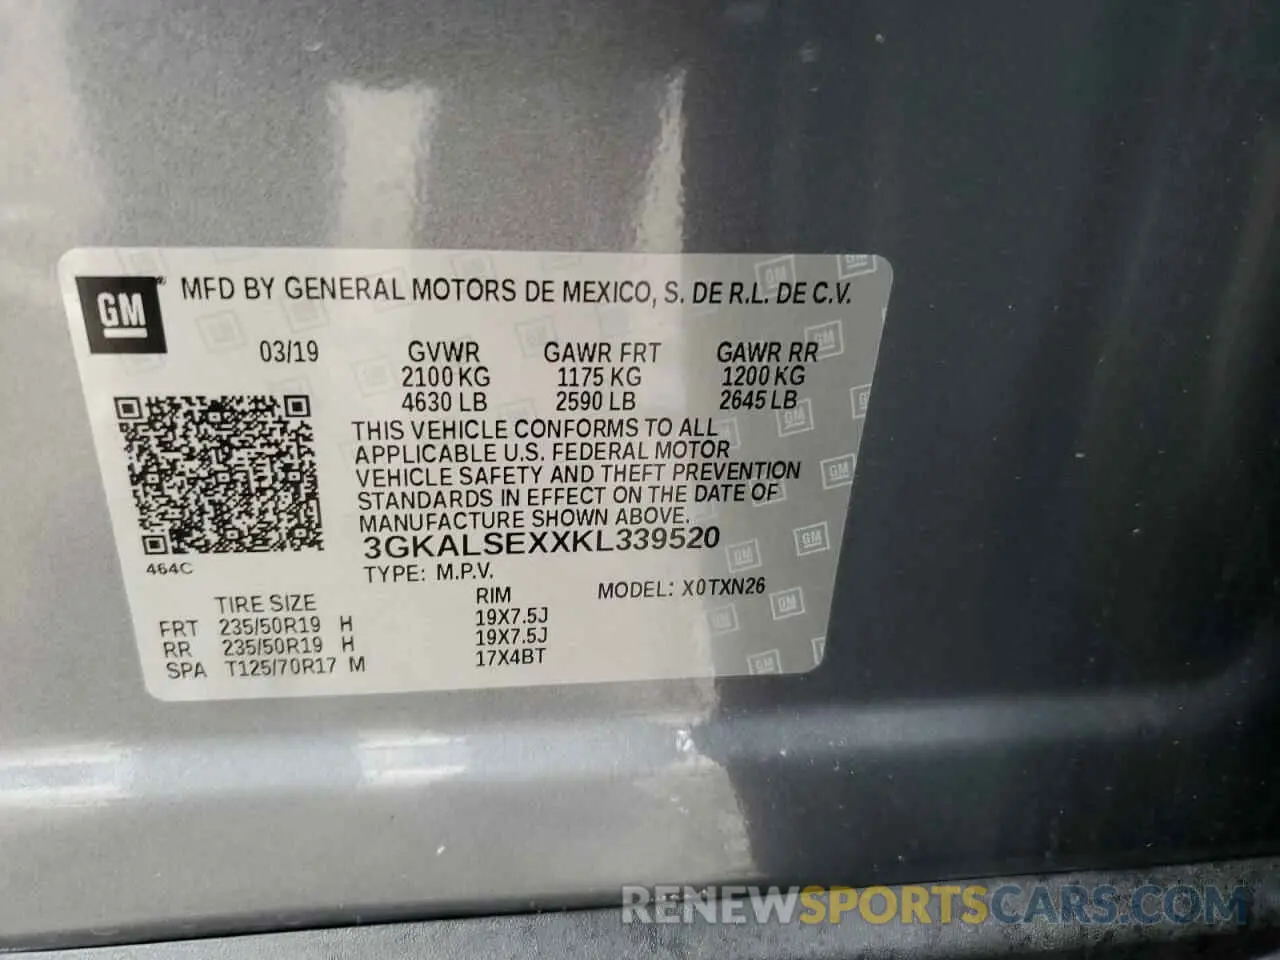 GM
MFD BY GENERAL MOTORS DE MEXICO, S. DE R.L. DE C.V.
03/19 GVWR GAWR FRT GAWR RR
2100 KG 1175 KG 1200 KG
4630 LB 2590 LB 2645 LB
THIS VEHICLE CONFORMS TO ALL
APPLICABLE U.S. FEDERAL MOTOR
VEHICLE SAFETY AND THEFT PREVENTION
STANDARDS IN EFFECT ON THE DATE OF
MANUFACTURE SHOWN ABOVE.
3GKALSEXXKL339520
464C
TYPE: M.P.V.
MODEL: X0TXN26
TIRE SIZE RIM
FRT 235/50R19 H 19X7.5J
RR 235/50R19 H 19X7.5J
SPA T125/70R17 M 17X4BT
RENEWSPORTSCARS.COM